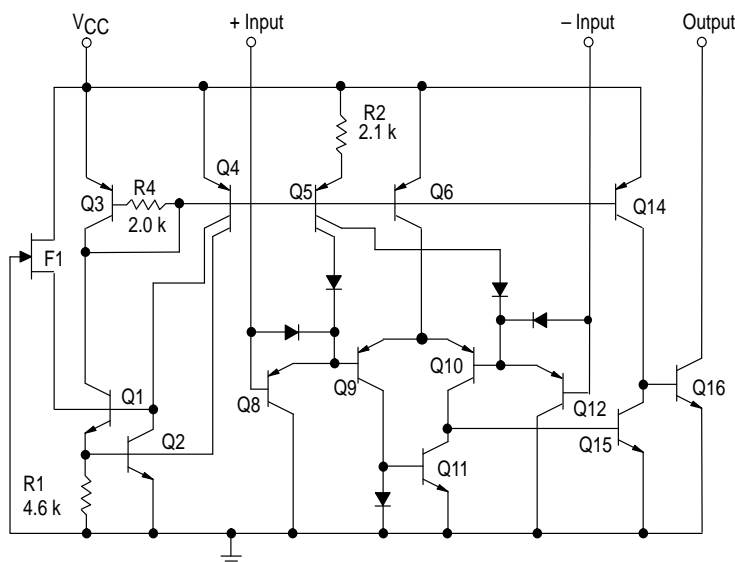 VCC
+ Input
– Input
Output
R2
2.1 k
Q4
Q3
R4
2.0 k
Q5
Q6
Q14
F1
Q1
Q8
Q9
Q10
Q12
Q16
Q2
Q11
Q15
R1
4.6 k